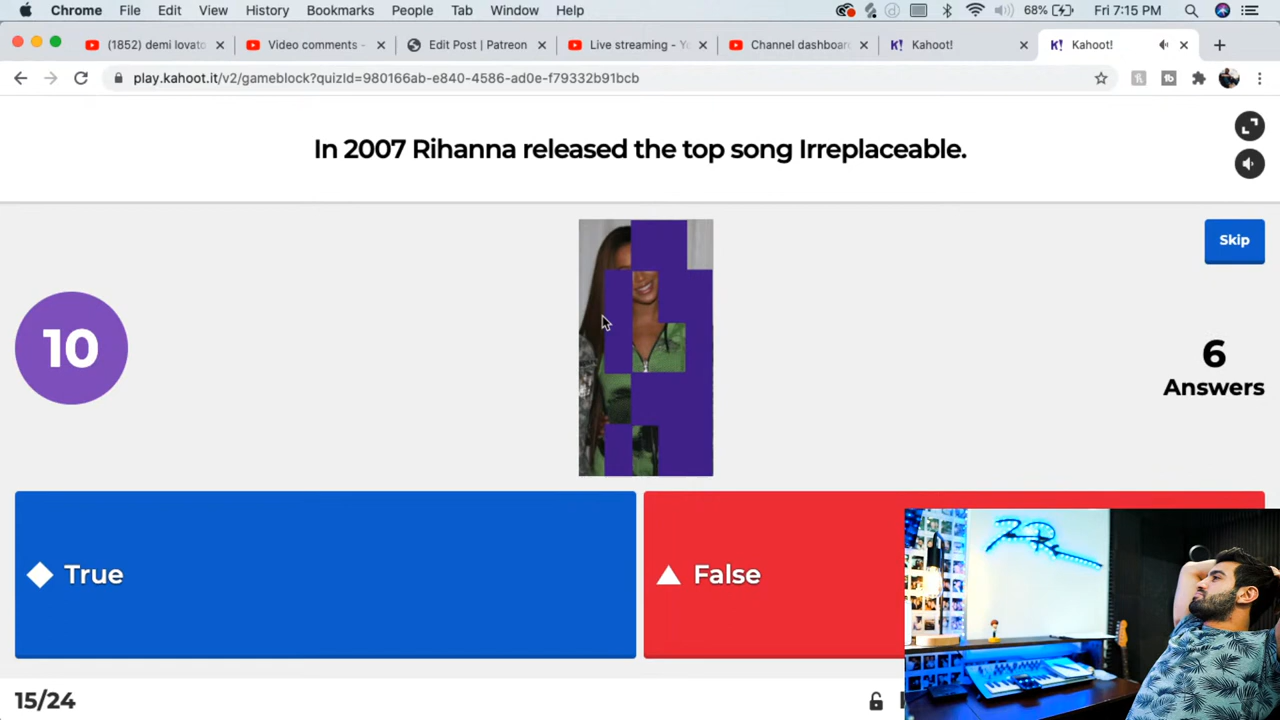 Chrome File Edit View History Bookmarks People Tab Window Help 68% Fri 7:15 PM
(1852) demi lovato Video comments - Edit Post | Patreon Live streaming - Yo Channel dashboar Kahoot! Kahoot!
play.kahoot.it/v2/gameblock?quizId=980166ab-e840-4586-ad0e-f79332b91bcb
In 2007 Rihanna released the top song Irreplaceable.
Skip
10
6
Answers
True
False
15/24